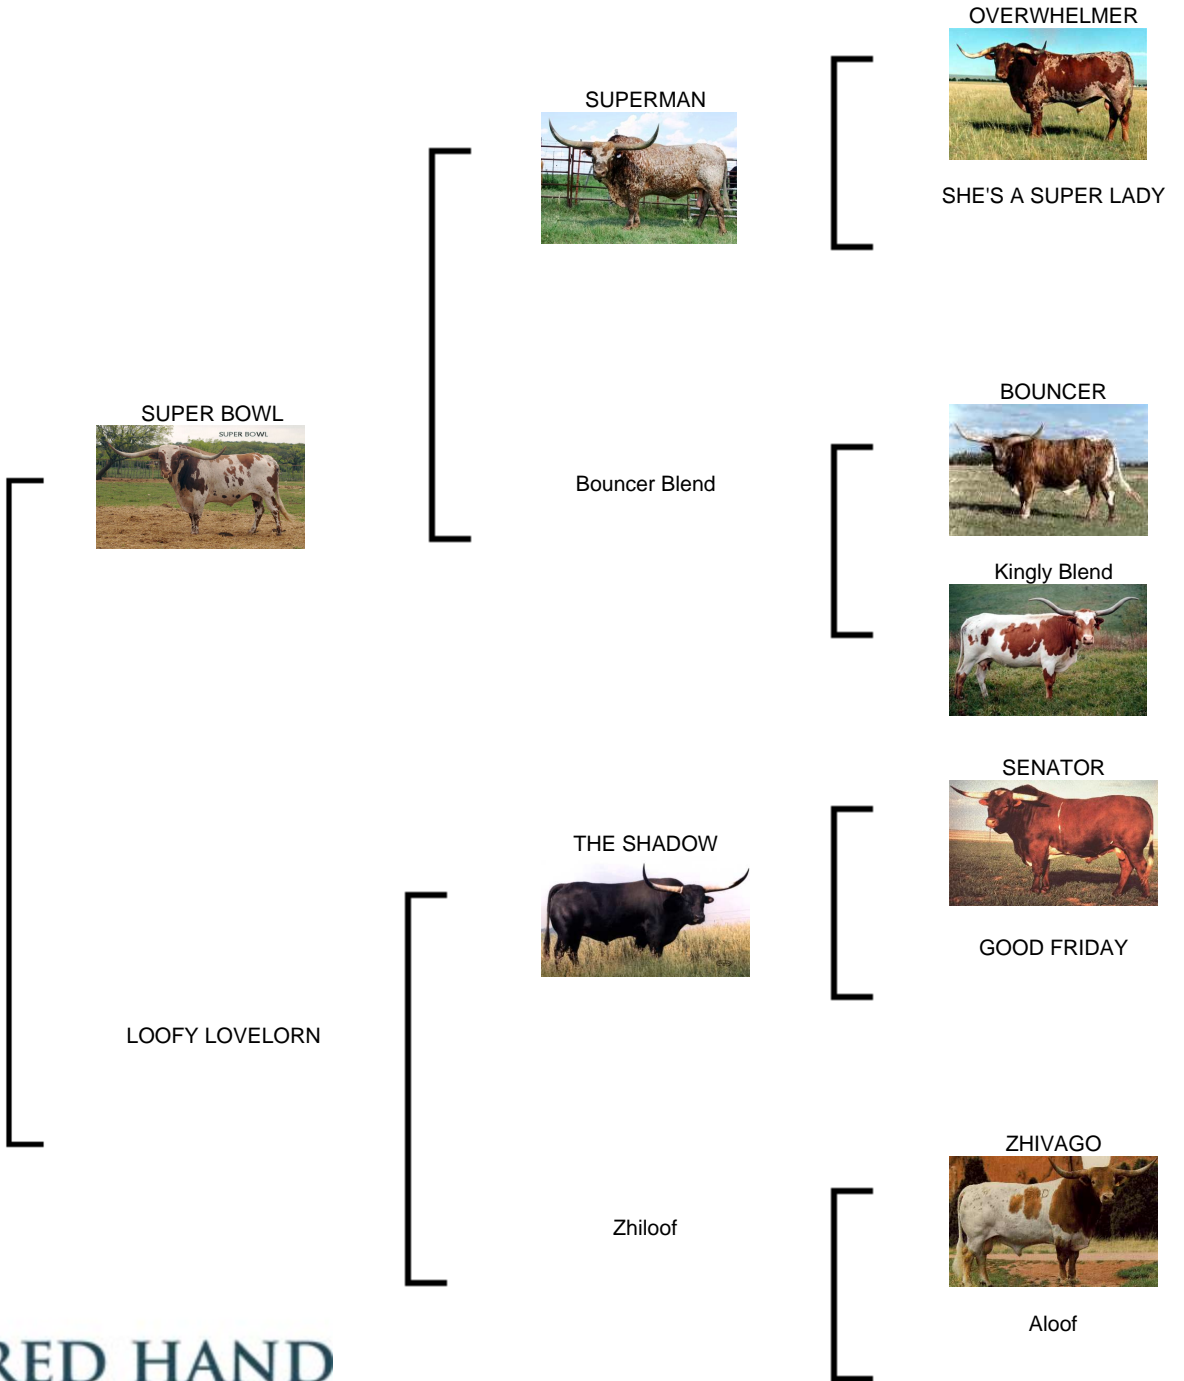 OVERWHELMER
SUPERMAN
SHE'S A SUPER LADY
BOUNCER
SUPER BOWL
SUPER BOWL
Bouncer Blend
Kingly Blend
SENATOR
THE SHADOW
GOOD FRIDAY
LOOFY LOVELORN
ZHIVAGO
Zhiloof
Aloof
RED HAND